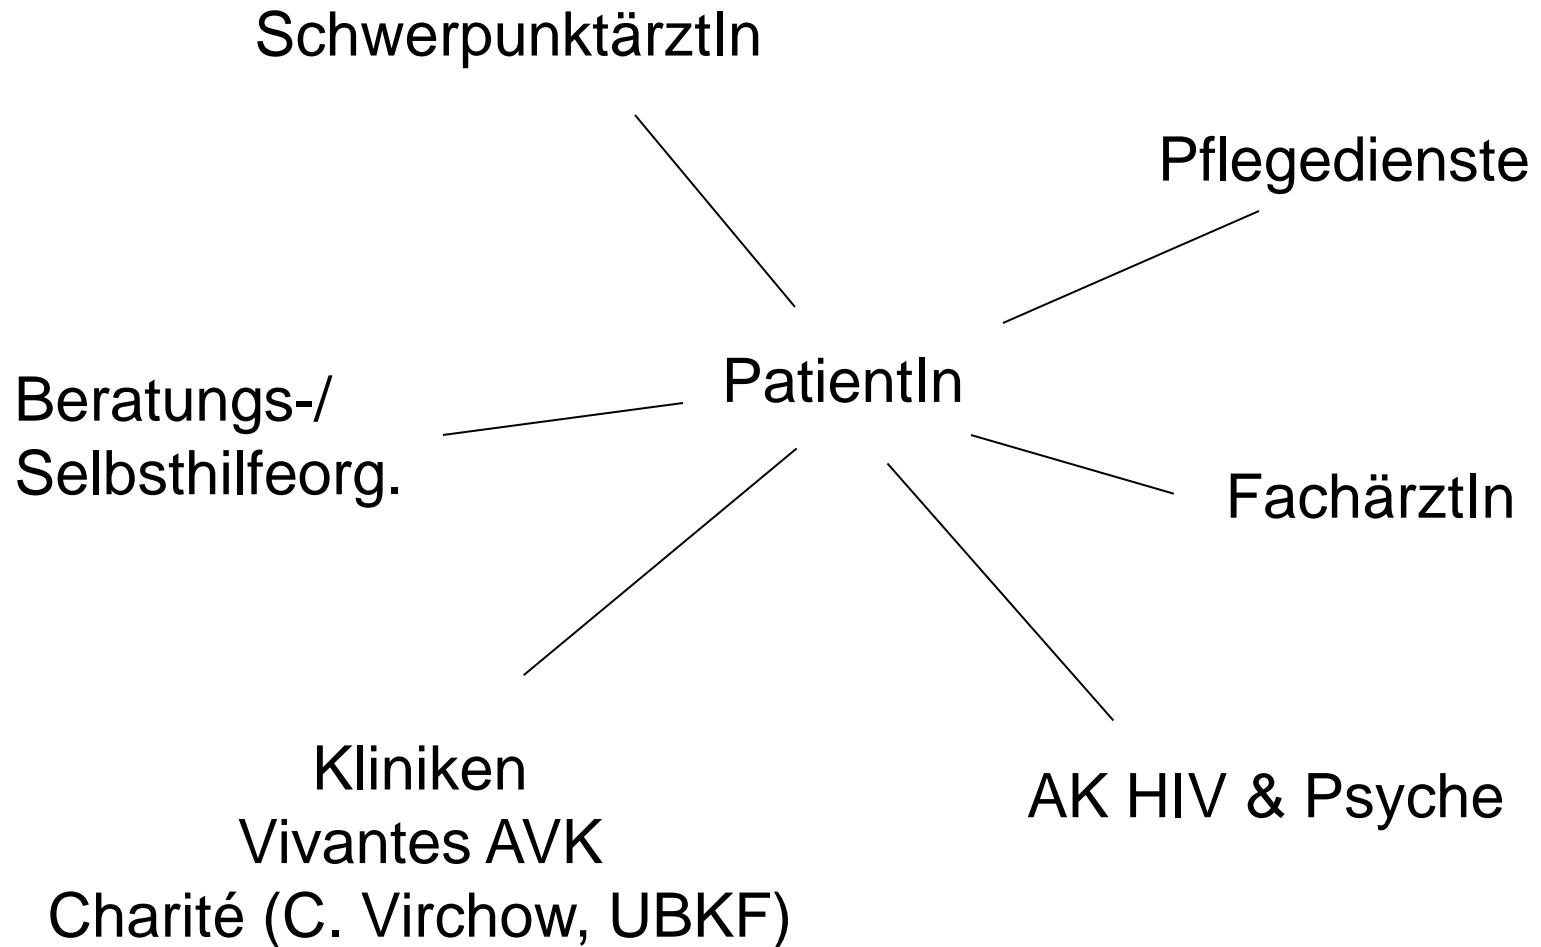 SchwerpunktärztIn
Pflegedienste
PatientIn
Beratungs-/
Selbsthilfeorg.
FachärztIn
Kliniken
Vivantes AVK
Charité (C. Virchow, UBKF)
AK HIV & Psyche